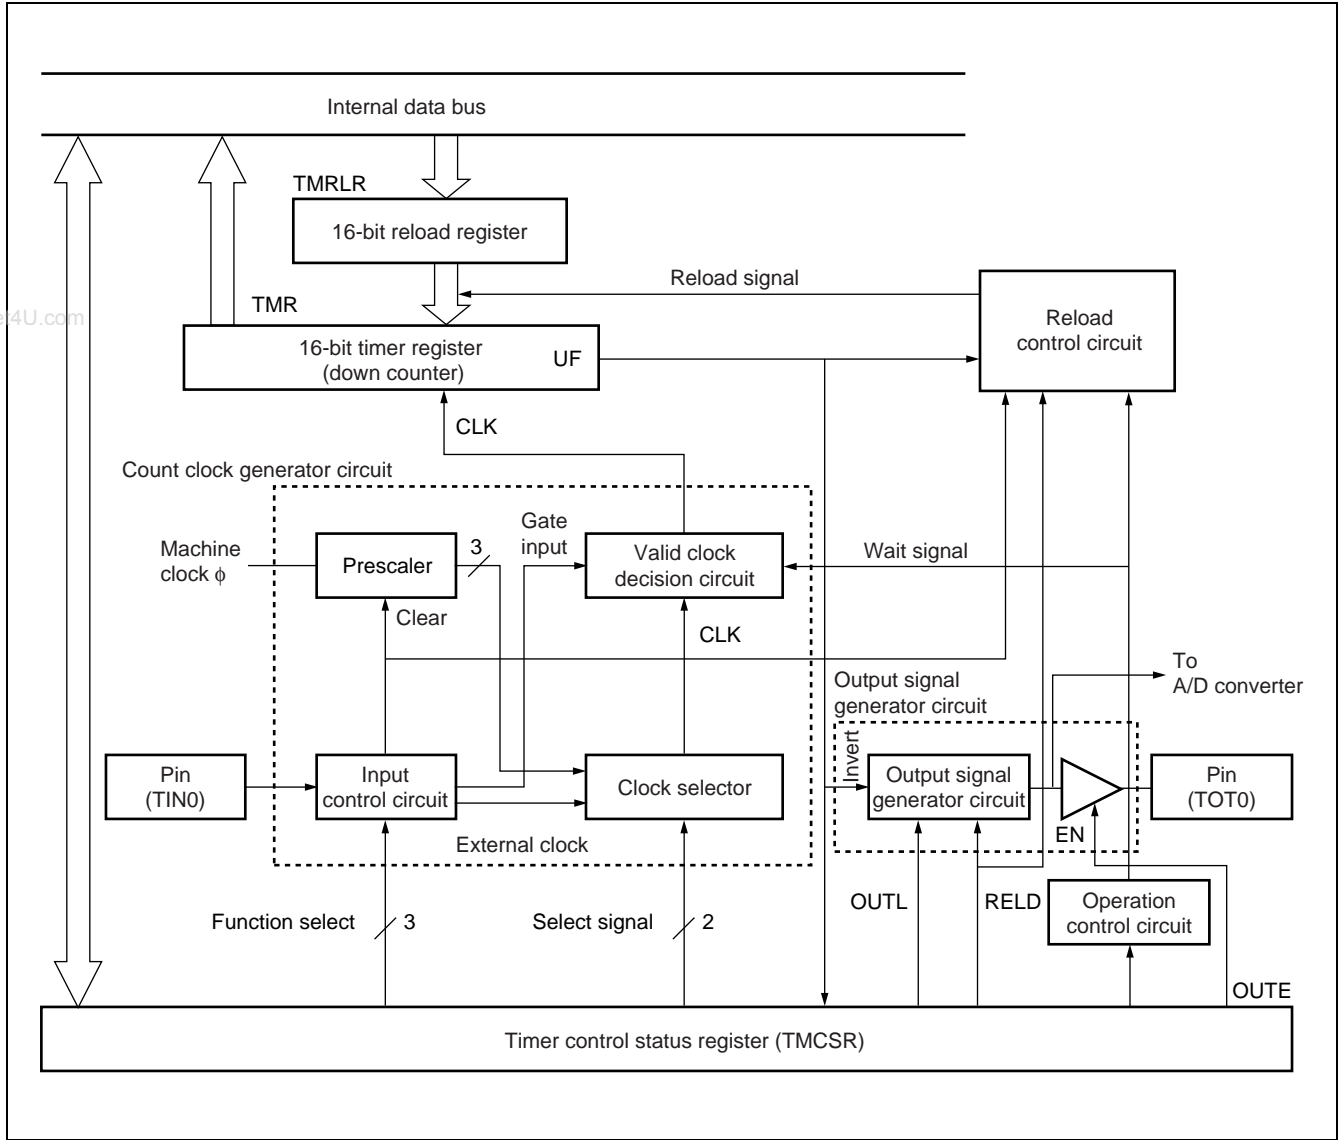 Internal data bus
TMRLR
16-bit reload register
Reload signal
TMR
Reload
control circuit
16-bit timer register
(down counter)
UF
CLK
Count clock generator circuit
Machine
clock φ
Prescaler
3
Gate
input
Valid clock
decision circuit
Wait signal
Clear
CLK
To
A/D converter
Output signal
generator circuit
Invert
Pin
(TIN0)
Input
control circuit
Clock selector
Output signal
generator circuit
Pin
(TOT0)
EN
External clock
OUTL
RELD
Operation
control circuit
Function select
3
Select signal
2
OUTE
Timer control status register (TMCSR)